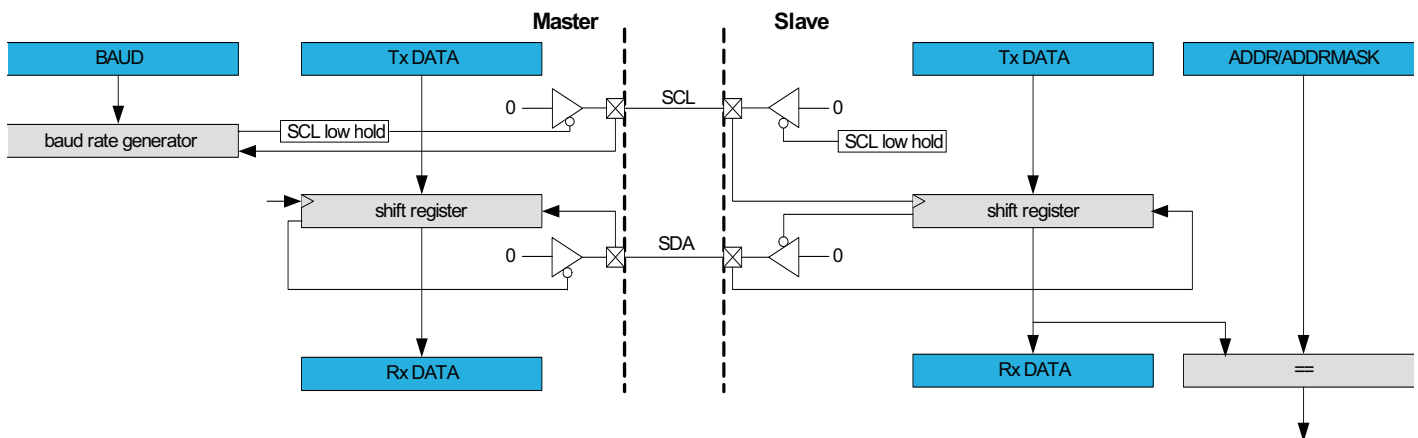 Master
Slave
BAUD
Tx DATA
Tx DATA
ADDR/ADDRMASK
0
SCL
0
baud rate generator
SCL low hold
SCL low hold
shift register
shift register
0
SDA
0
Rx DATA
Rx DATA
==